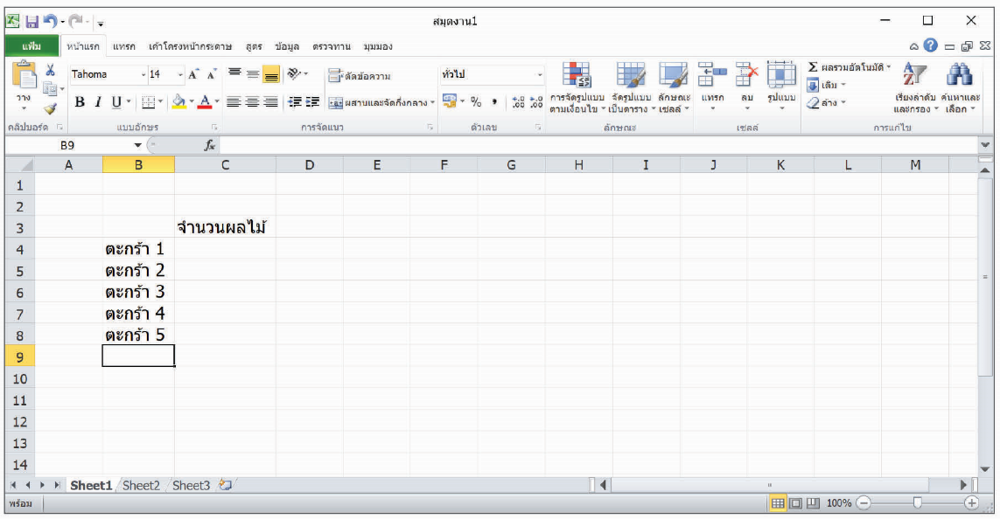 สมุดงาน1
แฟ้ม หน้าแรก แทรก เค้าโครงหน้ากระดาษ สูตร ข้อมูล ตรวจทาน มุมมอง
วาง
Tahoma 14
B I U
ตัดข้อความ
ผสานและจัดกึ่งกลาง
ทั่วไป
% , .00 .00
การจัดรูปแบบ จัดรูปแบบ ลักษณะ
ตามเงื่อนไข เป็นตาราง เซลล์
แทรก ลบ รูปแบบ
Σ ผลรวมอัตโนมัติ
เติม
ล้าง
เรียงลำดับ ค้นหาและ
และกรอง เลือก
คลิปบอร์ด แบบอักษร การจัดแนว ตัวเลข ลักษณะ เซลล์ การแก้ไข
B9 fx
A B C D E F G H I J K L M
1
2
3 จำนวนผลไม้
4 ตะกร้า 1
5 ตะกร้า 2
6 ตะกร้า 3
7 ตะกร้า 4
8 ตะกร้า 5
9
10
11
12
13
14
Sheet1 Sheet2 Sheet3
พร้อม 100%